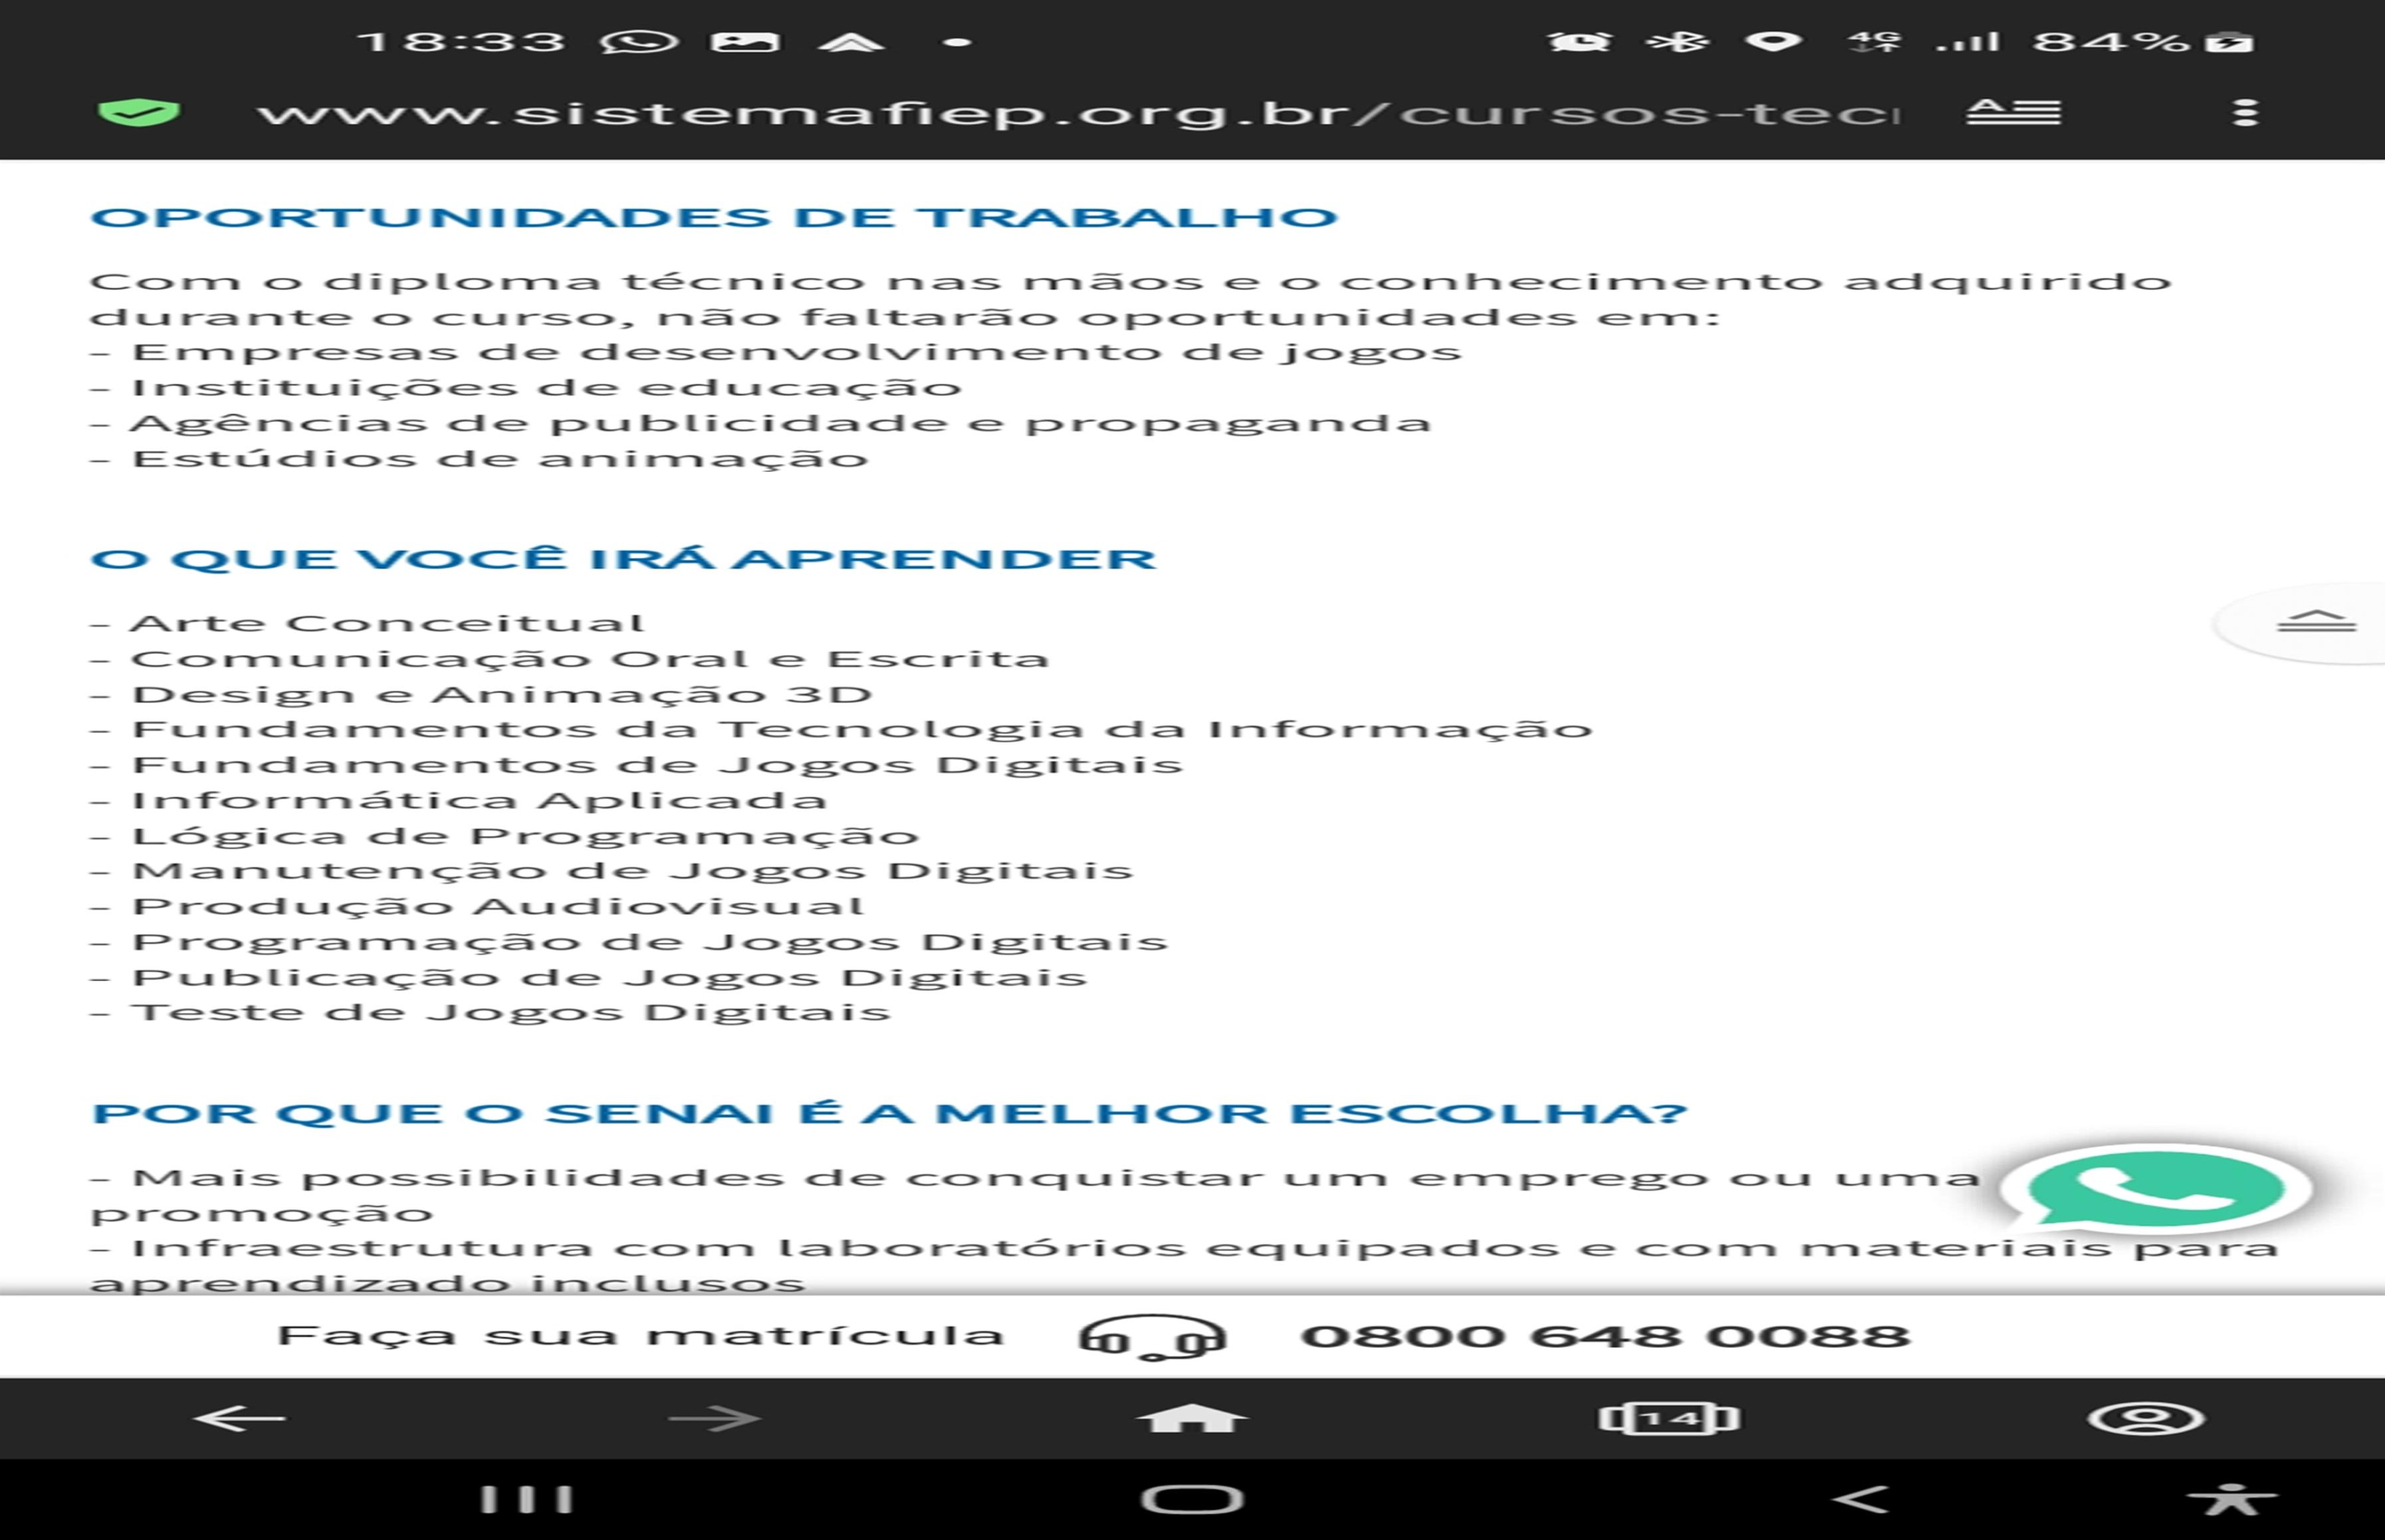 18:33 4G 84%
www.sistemafiep.org.br/cursos-tec
OPORTUNIDADES DE TRABALHO
Com o diploma técnico nas mãos e o conhecimento adquirido
durante o curso, não faltarão oportunidades em:
- Empresas de desenvolvimento de jogos
- Instituições de educação
- Agências de publicidade e propaganda
- Estúdios de animação
O QUE VOCÊ IRÁ APRENDER
- Arte Conceitual
- Comunicação Oral e Escrita
- Design e Animação 3D
- Fundamentos da Tecnologia da Informação
- Fundamentos de Jogos Digitais
- Informática Aplicada
- Lógica de Programação
- Manutenção de Jogos Digitais
- Produção Audiovisual
- Programação de Jogos Digitais
- Publicação de Jogos Digitais
- Teste de Jogos Digitais
POR QUE O SENAI É A MELHOR ESCOLHA?
- Mais possibilidades de conquistar um emprego ou uma
promoção
- Infraestrutura com laboratórios equipados e com materiais para
aprendizado inclusos
Faça sua matrícula 0800 648 0088
14